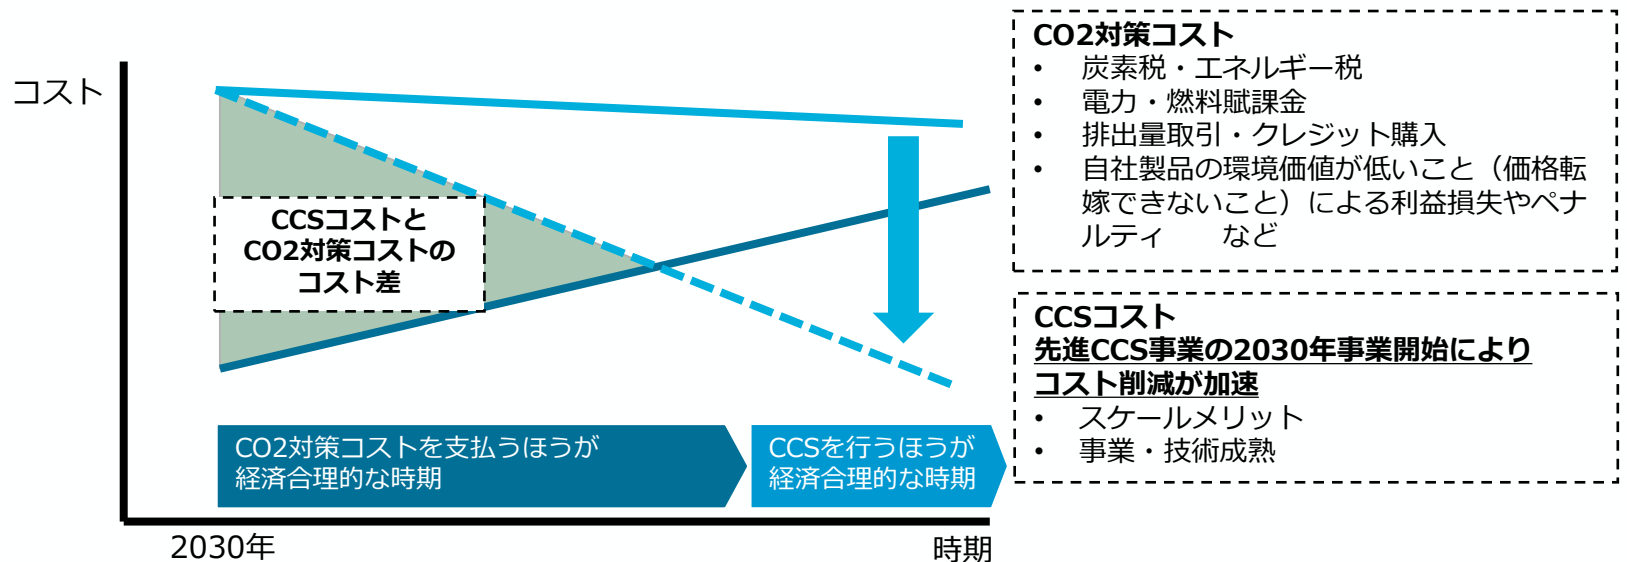 コスト
CCSコストと
CO2対策コストの
コスト差
CO2対策コストを支払うほうが
経済合理的な時期
CCSを行うほうが
経済合理的な時期
2030年
時期
CO2対策コスト
• 炭素税・エネルギー税
• 電力・燃料賦課金
• 排出量取引・クレジット購入
• 自社製品の環境価値が低いこと（価格転
嫁できないこと）による利益損失やペナ
ルティ　　など
CCSコスト
先進CCS事業の2030年事業開始により
コスト削減が加速
• スケールメリット
• 事業・技術成熟